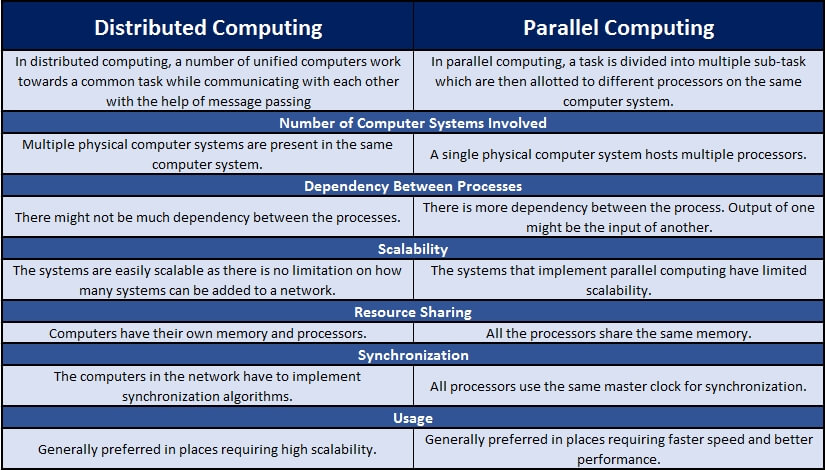 Distributed Computing
Parallel Computing
In distributed computing, a number of unified computers work
towards a common task while communicating with each other
with the help of message passing
In parallel computing, a task is divided into multiple sub-task
which are then allotted to different processors on the same
computer system.
Number of Computer Systems Involved
Multiple physical computer systems are present in the same
computer system.
A single physical computer system hosts multiple processors.
Dependency Between Processes
There might not be much dependency between the processes.
There is more dependency between the process. Output of one
might be the input of another.
Scalability
The systems are easily scalable as there is no limitation on how
many systems can be added to a network.
The systems that implement parallel computing have limited
scalability.
Resource Sharing
Computers have their own memory and processors.
All the processors share the same memory.
Synchronization
The computers in the network have to implement
synchronization algorithms.
All processors use the same master clock for synchronization.
Usage
Generally preferred in places requiring high scalability.
Generally preferred in places requiring faster speed and better
performance.